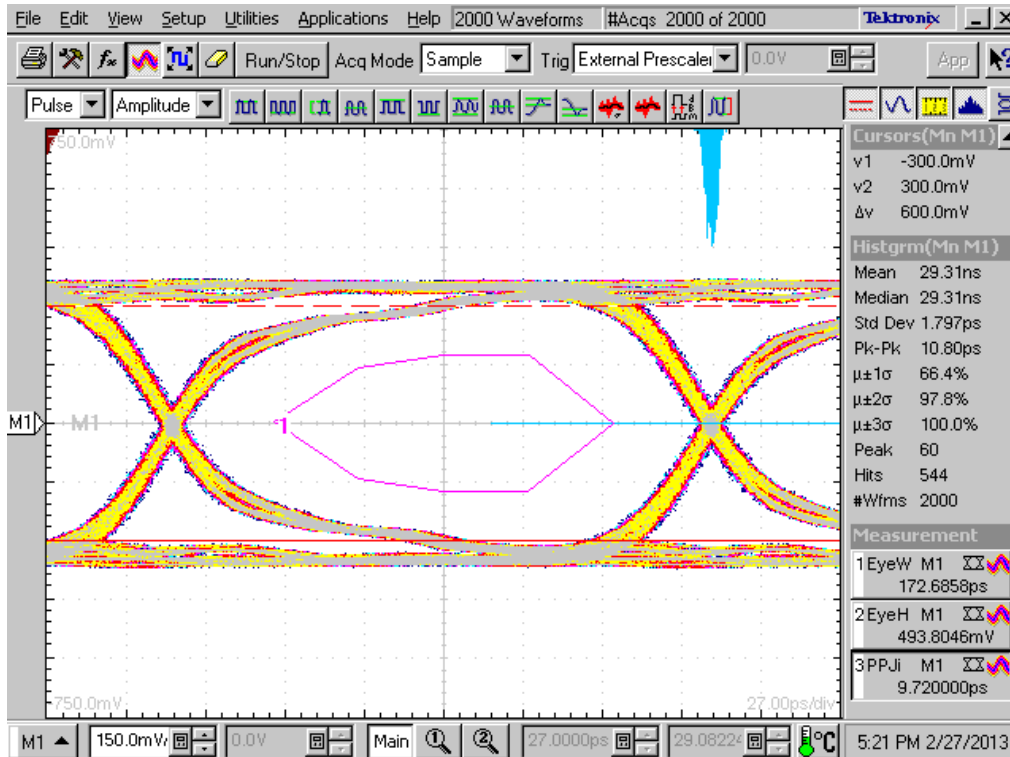 File Edit View Setup Utilities Applications Help 2000 Waveforms #Acqs 2000 of 2000 Tektronix
Run/Stop Acq Mode Sample Trig External Prescaler 0.0V App
Pulse Amplitude
750.0mV
M1 M1
1
-750.0mV 27.00ps/div
Cursors(Mn M1)
v1 -300.0mV
v2 300.0mV
Δv 600.0mV
Histgrm(Mn M1)
Mean 29.31ns
Median 29.31ns
Std Dev 1.797ps
Pk-Pk 10.80ps
μ±1σ 66.4%
μ±2σ 97.8%
μ±3σ 100.0%
Peak 60
Hits 544
#Wfms 2000
Measurement
1 EyeW M1
172.6858ps
2 EyeH M1
493.8046mV
3 PPJi M1
9.720000ps
M1 150.0mV/ 0.0V Main 1 2 27.0000ps 29.0822 °C 5:21 PM 2/27/2013